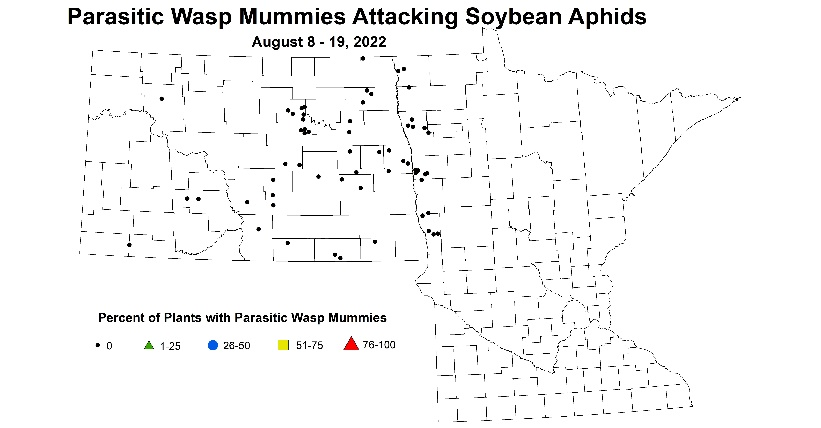 Parasitic Wasp Mummies Attacking Soybean Aphids
August 8 - 19, 2022
Percent of Plants with Parasitic Wasp Mummies
0 1-25 26-50 51-75 76-100